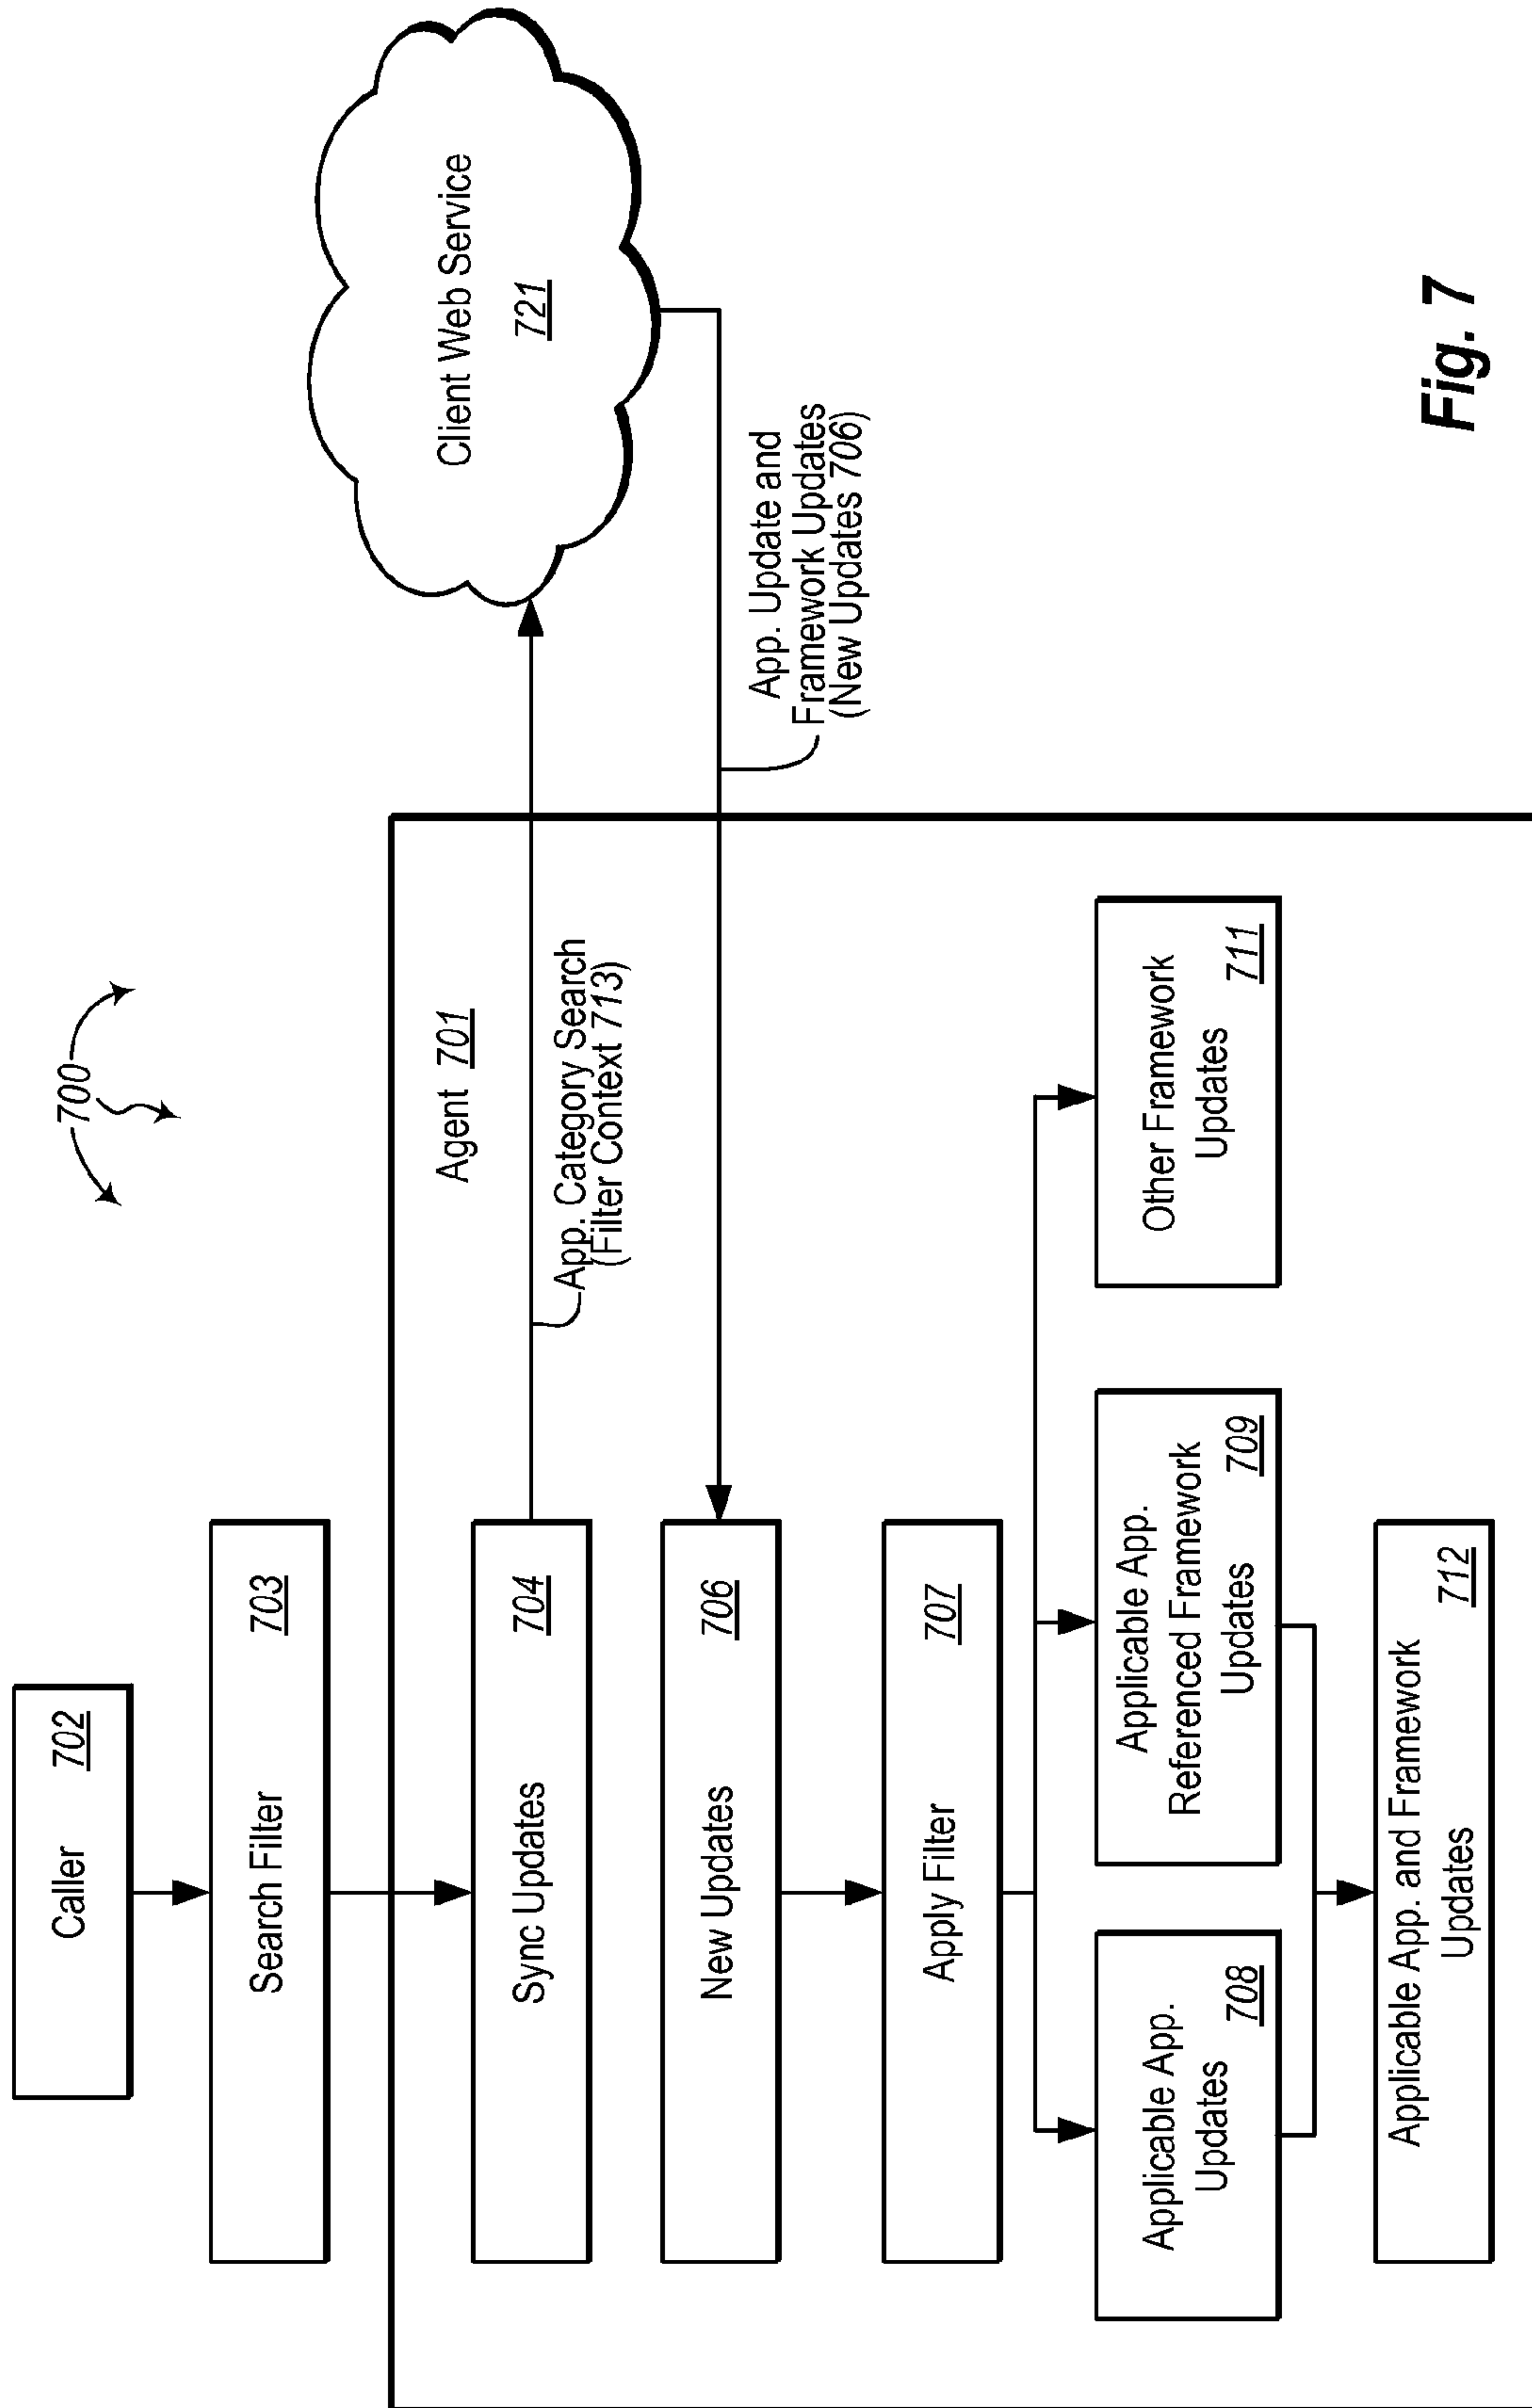 700
Caller 702
Search Filter 703
Agent 701
Sync Updates 704
App. Category Search
(Filter Context 713)
Client Web Service
721
New Updates 706
App. Update and
Framework Updates
(New Updates 706)
Apply Filter 707
Applicable App.
Updates 708
Applicable App.
Referenced Framework
Updates 709
Other Framework
Updates 711
Applicable App. and Framework
Updates 712
Fig. 7